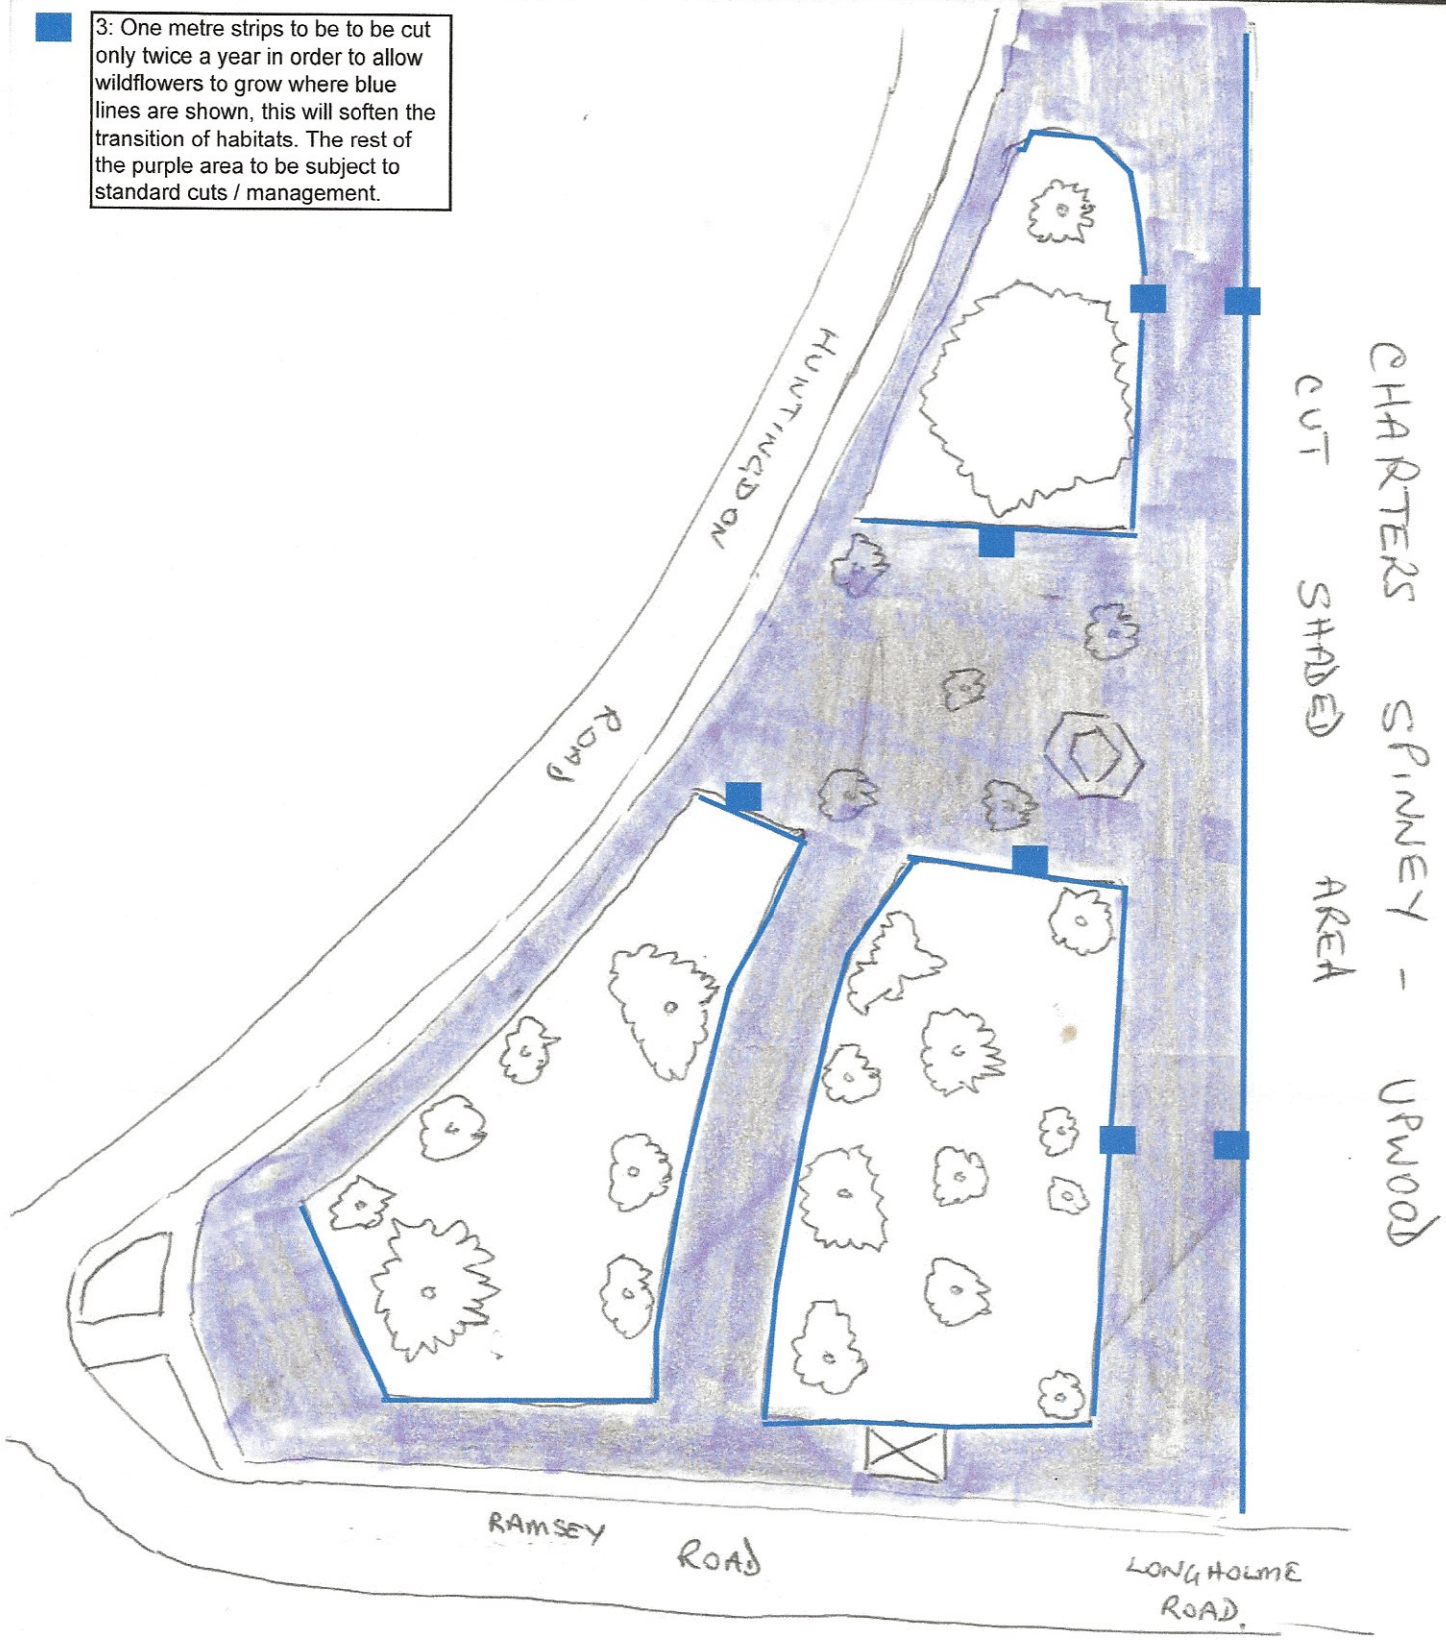 3: One metre strips to be to be cut
only twice a year in order to allow
wildflowers to grow where blue
lines are shown, this will soften the
transition of habitats. The rest of
the purple area to be subject to
standard cuts / management.
HUNTINGDON
ROAD
CHARTERS SPINNEY - UPWOOD
CUT SHADED AREA
RAMSEY
ROAD
LONGHOLME
ROAD.